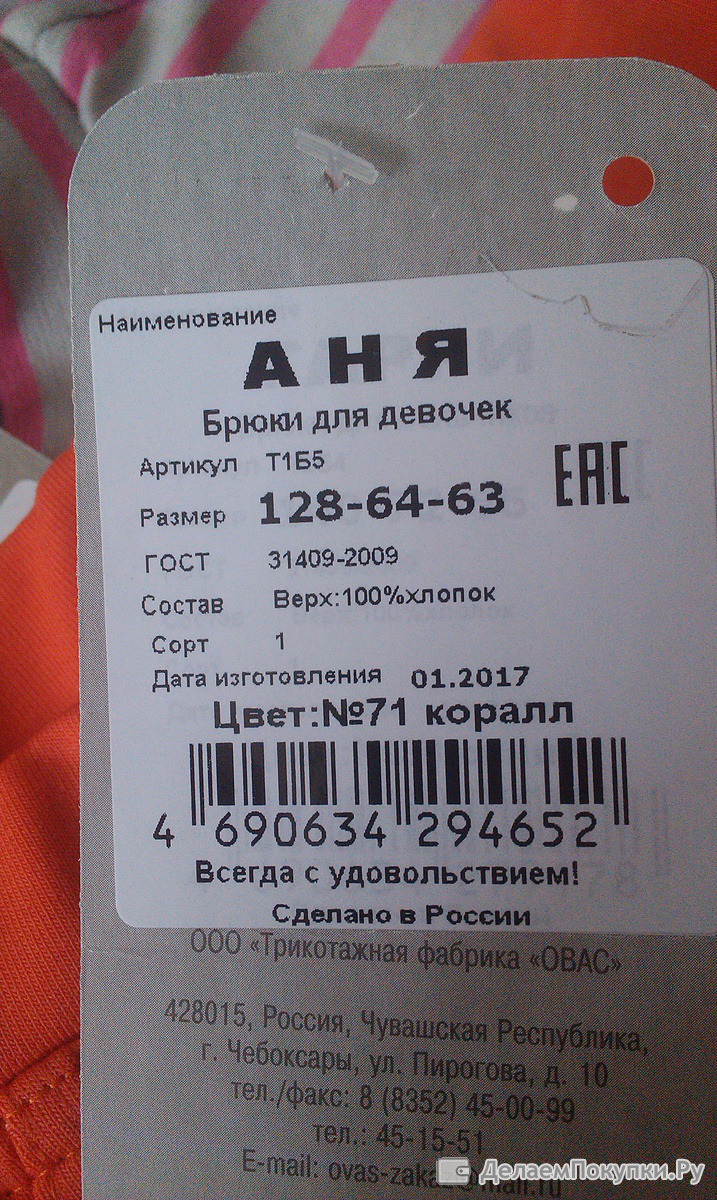 Наименование
АНЯ
Брюки для девочек
Артикул Т1Б5
EAC
Размер 128-64-63
ГОСТ 31409-2009
Состав Верх:100%хлопок
Сорт 1
Дата изготовления 01.2017
Цвет:№71 коралл
4 690634 294652
Всегда с удовольствием!
Сделано в России
ООО «Трикотажная фабрика «ОВАС»
428015, Россия, Чувашская Республика,
г. Чебоксары, ул. Пирогова, д. 10
тел./факс: 8 (8352) 45-00-99
тел.: 45-15-51
E-mail:
ДелаемПокупки.Ру